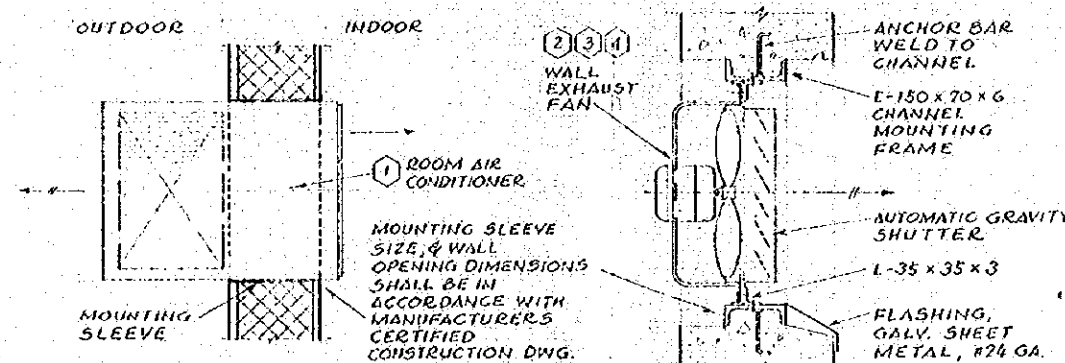 OUTDOOR
INDOOR
1 ROOM AIR
CONDITIONER
MOUNTING SLEEVE
SIZE, & WALL
OPENING DIMENSIONS
SHALL BE IN
ACCORDANCE WITH
MANUFACTURERS
CERTIFIED
CONSTRUCTION DWG.
MOUNTING
SLEEVE
2 3 4
WALL
EXHAUST
FAN
ANCHOR BAR
WELD TO
CHANNEL
C-150 x 70 x 6
CHANNEL
MOUNTING
FRAME
AUTOMATIC GRAVITY
SHUTTER
L-35 x 35 x 3
FLASHING,
GALV. SHEET
METAL, #24 GA.